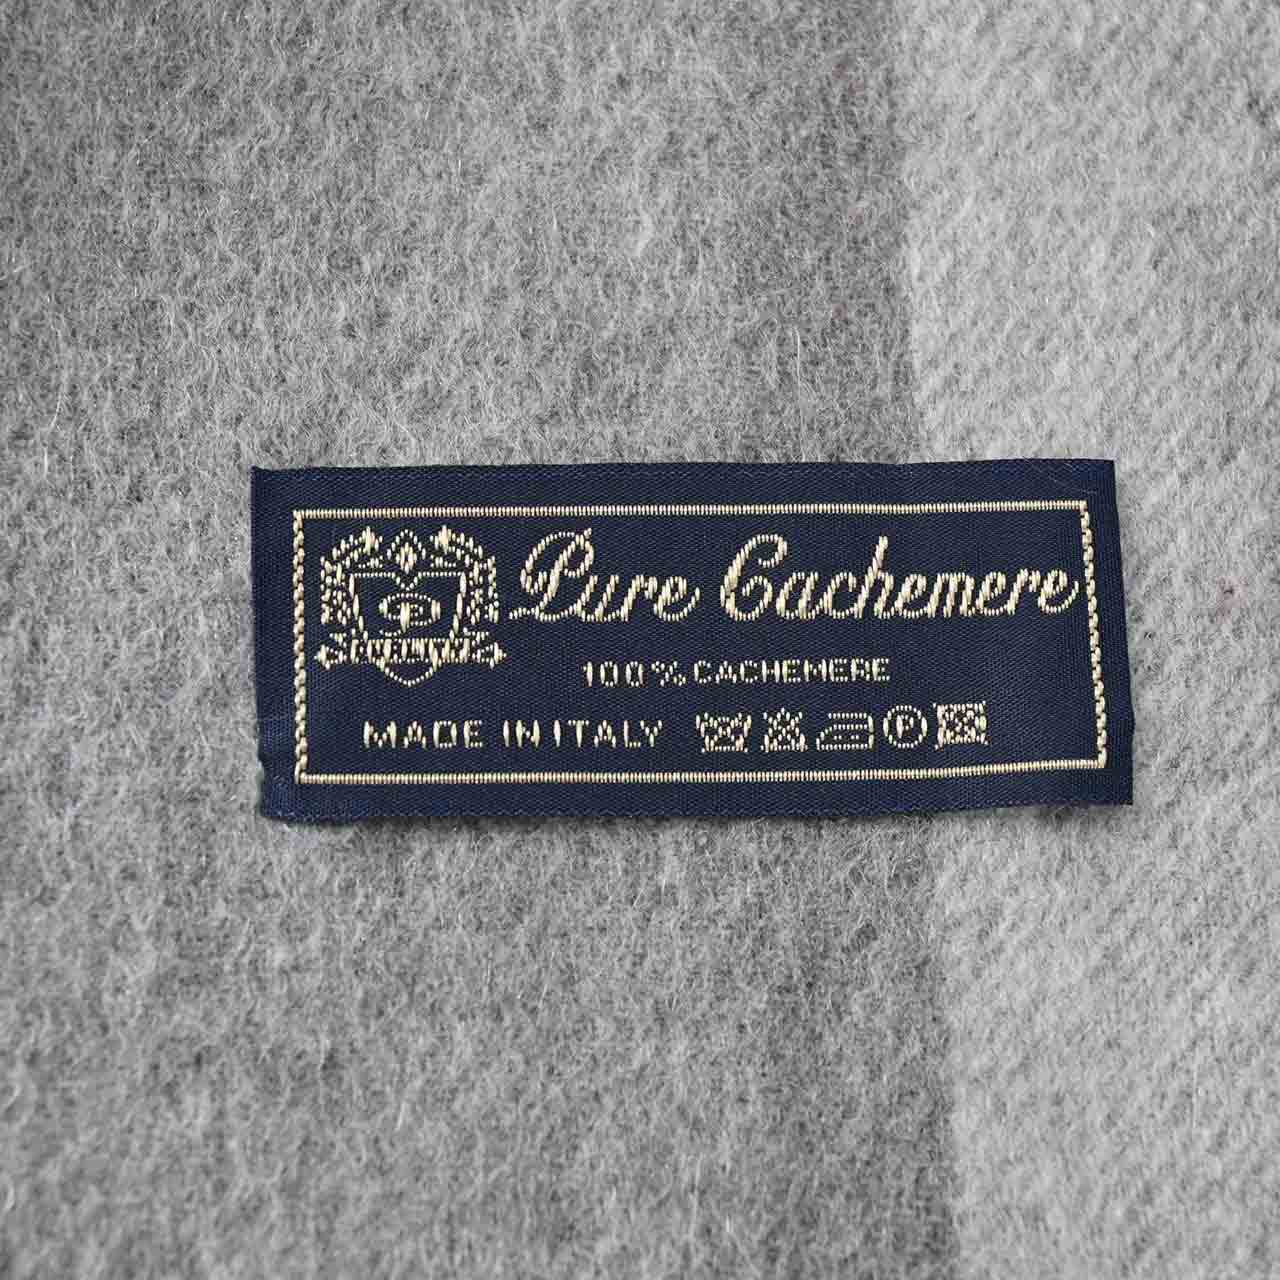 Pure Cachemere
100% CACHEMERE
MADE IN ITALY
P